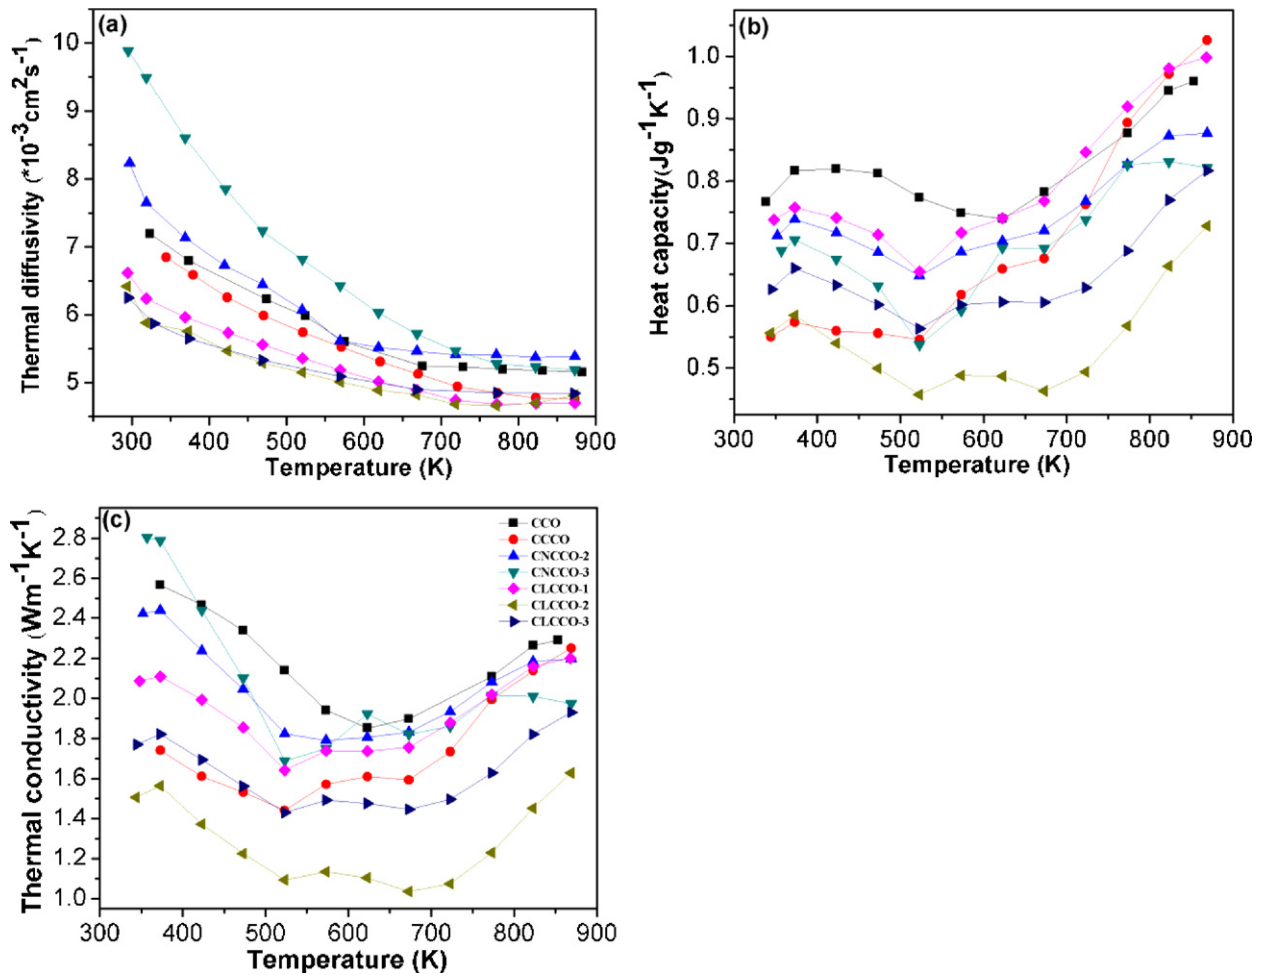 (a)
Thermal diffusivity (*10⁻³cm²s⁻¹)
10
9
8
7
6
5
300 400 500 600 700 800 900
Temperature (K)
(b)
Heat capacity(Jg⁻¹K⁻¹)
1.0
0.9
0.8
0.7
0.6
0.5
300 400 500 600 700 800 900
Temperature (K)
(c)
Thermal conductivity (Wm⁻¹K⁻¹)
2.8
2.6
2.4
2.2
2.0
1.8
1.6
1.4
1.2
1.0
CCO
CCCO
CNCCO-2
CNCCO-3
CLCCO-1
CLCCO-2
CLCCO-3
300 400 500 600 700 800 900
Temperature (K)